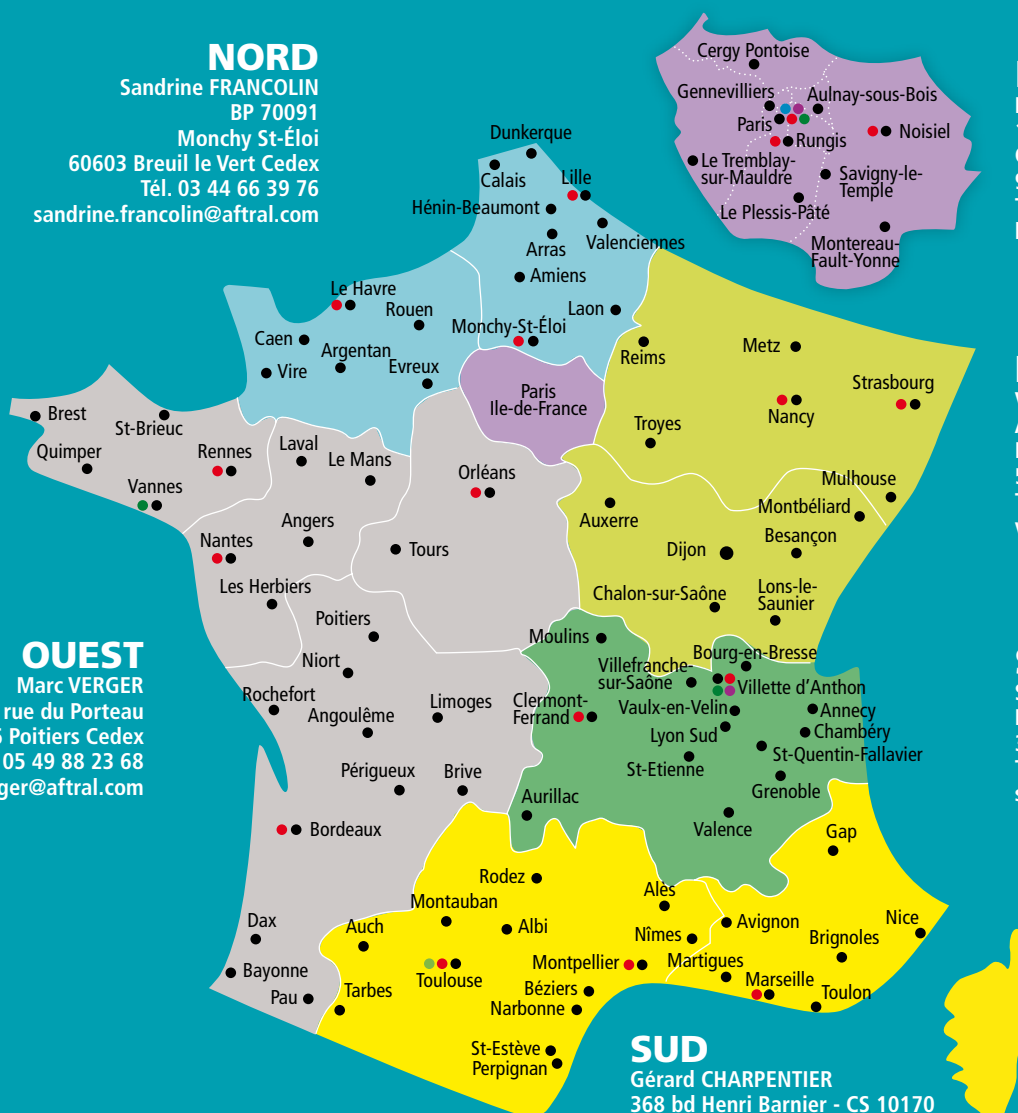 NORD
Sandrine FRANCOLIN
BP 70091
Monchy St-Éloi
60603 Breuil le Vert Cedex
Tél. 03 44 66 39 76
sandrine.francolin@aftral.com
Cergy Pontoise
Gennevilliers
Aulnay-sous-Bois
Paris
Rungis
Noisiel
Le Tremblay-
sur-Mauldre
Savigny-le-
Temple
Le Plessis-Pâté
Montereau-
Fault-Yonne
Dunkerque
Calais
Lille
Hénin-Beaumont
Arras
Valenciennes
Amiens
Le Havre
Rouen
Laon
Monchy-St-Éloi
Caen
Argentan
Vire
Evreux
Reims
Metz
Strasbourg
Nancy
Paris
Ile-de-France
Troyes
Brest
St-Brieuc
Quimper
Rennes
Vannes
Laval
Le Mans
Orléans
Mulhouse
Montbéliard
Auxerre
Angers
Nantes
Tours
Dijon
Besançon
Les Herbiers
Chalon-sur-Saône
Lons-le-
Saunier
Poitiers
Moulins
Niort
Bourg-en-Bresse
Villefranche-
sur-Saône
Villette d'Anthon
OUEST
Marc VERGER
rue du Porteau
Poitiers Cedex
05 49 88 23 68
ger@aftral.com
Rochefort
Angoulême
Limoges
Clermont-
Ferrand
Vaulx-en-Velin
Annecy
Lyon Sud
Chambéry
St-Quentin-Fallavier
St-Etienne
Grenoble
Périgueux
Brive
Aurillac
Valence
Bordeaux
Gap
Rodez
Alès
Montauban
Dax
Auch
Albi
Avignon
Nice
Nîmes
Brignoles
Bayonne
Toulouse
Montpellier
Martigues
Pau
Tarbes
Béziers
Marseille
Toulon
Narbonne
St-Estève
Perpignan
SUD
Gérard CHARPENTIER
368 bd Henri Barnier - CS 10170